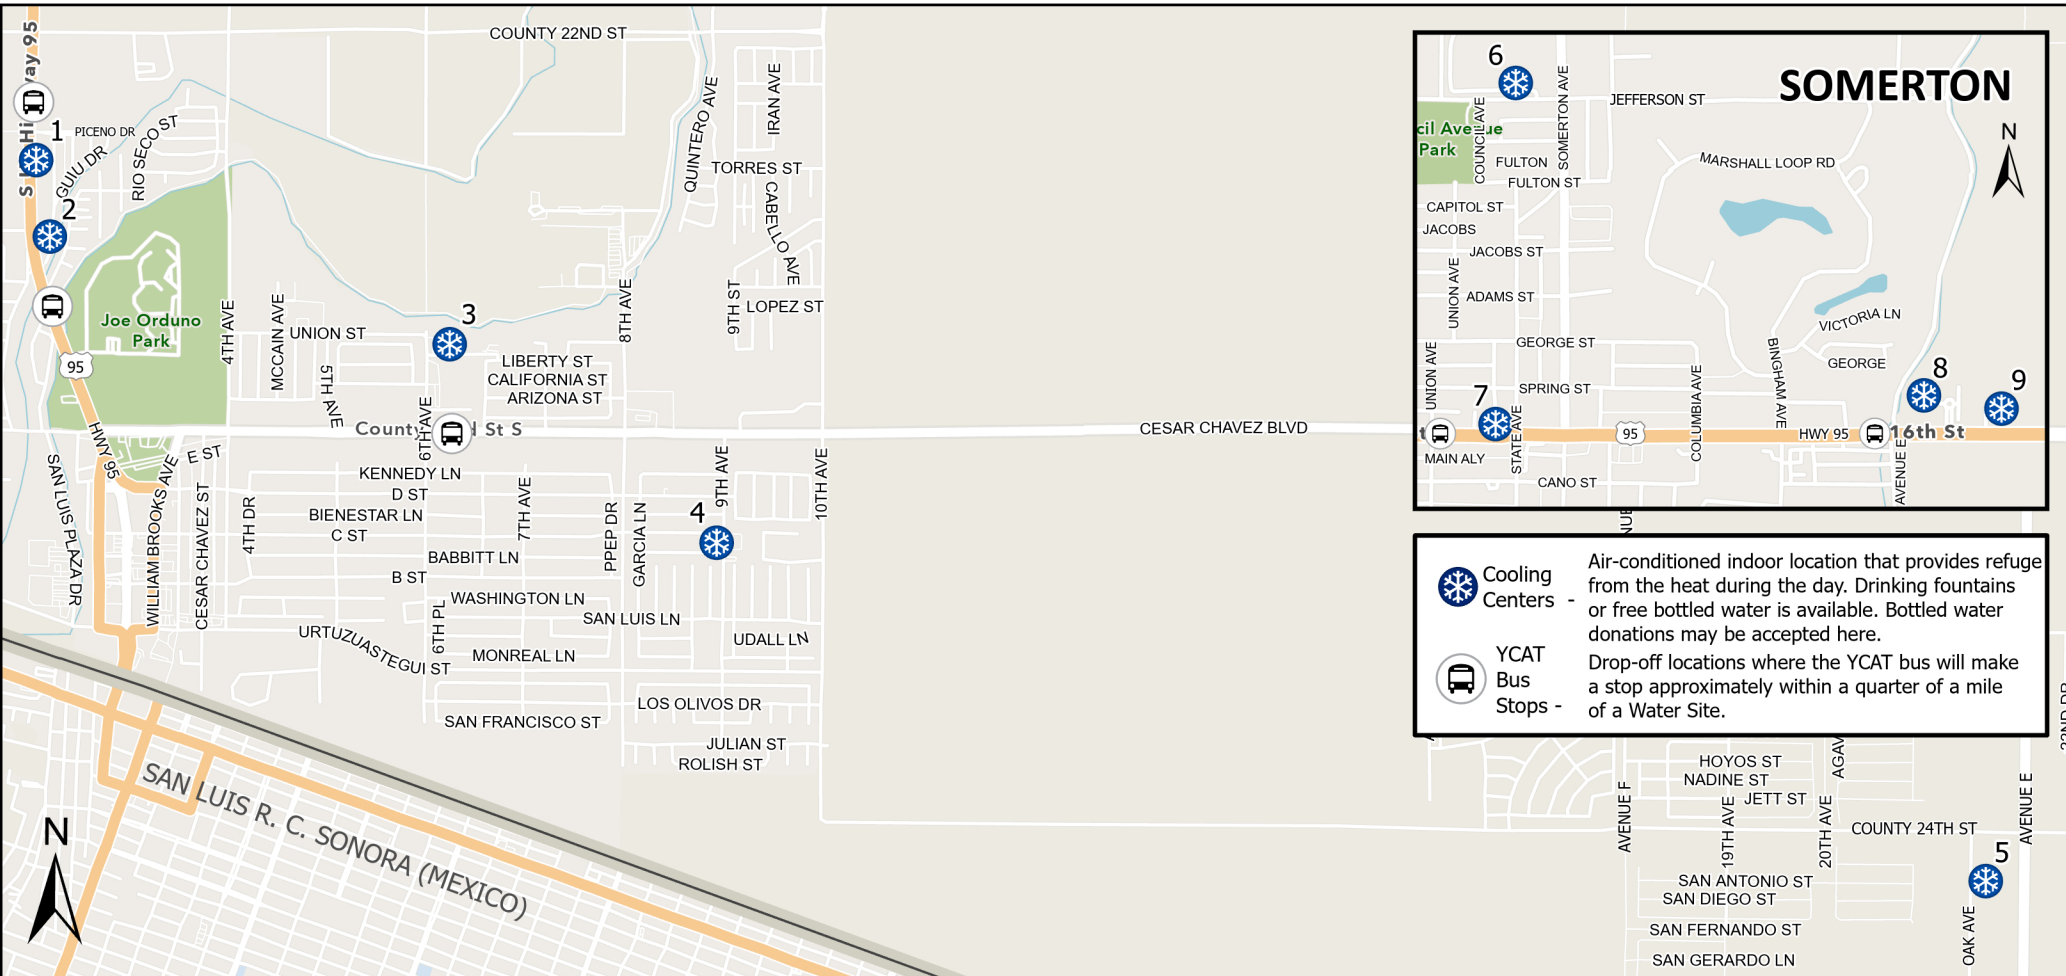 COUNTY 22ND ST
S Hi
ay 95
1
PICENO DR
GUIU DR
RIO SECO ST
2
QUINTERO AVE
IRAN AVE
TORRES ST
CABELLO AVE
9TH ST
LOPEZ ST
8TH AVE
Joe Orduno
Park
4TH AVE
MCCAIN AVE
UNION ST
5TH AVE
3
LIBERTY ST
CALIFORNIA ST
ARIZONA ST
95
HWY 95
County
d St S
6TH AVE
CESAR CHAVEZ BLVD
E ST
KENNEDY LN
D ST
BIENESTAR LN
C ST
BABBITT LN
B ST
WASHINGTON LN
SAN LUIS LN
UDALL LN
MONREAL LN
URTUZUASTEGUI ST
LOS OLIVOS DR
SAN FRANCISCO ST
JULIAN ST
ROLISH ST
SAN LUIS PLAZA DR
WILLIAM BROOKS AVE
CESAR CHAVEZ ST
4TH DR
6TH PL
7TH AVE
PPEP DR
GARCIA LN
4
9TH AVE
10TH AVE
SAN LUIS R. C. SONORA (MEXICO)
N
SOMERTON
N
6
cil Avenue
Park
COUNCIL AVE
SOMERTON AVE
JEFFERSON ST
MARSHALL LOOP RD
FULTON
FULTON ST
CAPITOL ST
JACOBS
JACOBS ST
UNION AVE
ADAMS ST
VICTORIA LN
GEORGE ST
GEORGE
UNION AVE
SPRING ST
COLUMBIA AVE
BINGHAM AVE
7
8
9
t
STATE AVE
95
HWY 95
16th St
MAIN ALY
CANO ST
AVENUE E
NUE
Cooling
Centers -
Air-conditioned indoor location that provides refuge
from the heat during the day. Drinking fountains
or free bottled water is available. Bottled water
donations may be accepted here.
YCAT
Bus
Stops -
Drop-off locations where the YCAT bus will make
a stop approximately within a quarter of a mile
of a Water Site.
HOYOS ST
NADINE ST
JETT ST
AGAV
AVENUE F
19TH AVE
20TH AVE
COUNTY 24TH ST
AVENUE E
5
SAN ANTONIO ST
SAN DIEGO ST
SAN FERNANDO ST
SAN GERARDO LN
OAK AVE